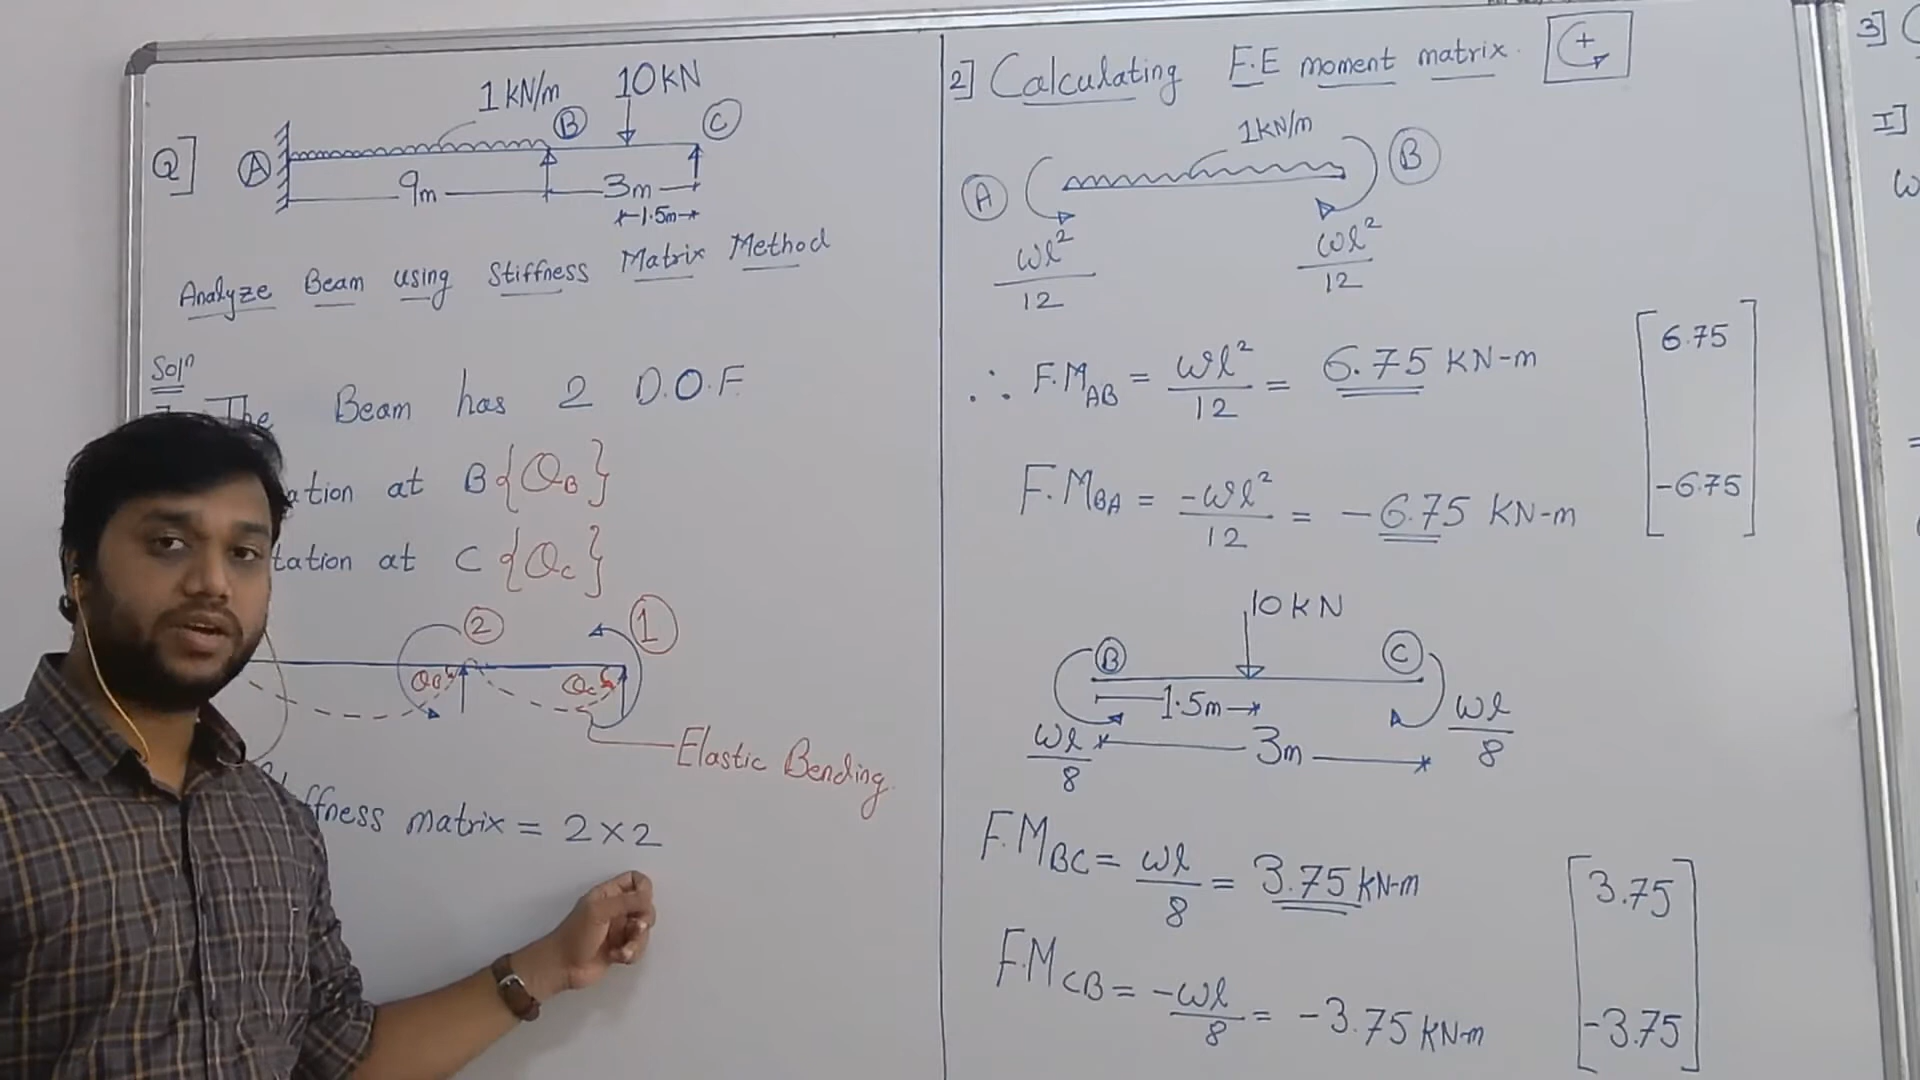 Q]
1 kN/m
10 kN
A
B
C
9m
3m
1.5m
Analyze Beam using Stiffness Matrix Method
Solⁿ
The Beam has 2 D.O.F
ation at B {θB}
tation at C {θc}
2
1
θB
θc
Elastic Bending.
ffness matrix = 2×2
2] Calculating F.E moment matrix.
+
1kN/m
A
B
wl²/12
wl²/12
∴ F.MAB = wl²/12 = 6.75 KN-m
F.MBA = -wl²/12 = -6.75 KN-m
[6.75
-6.75]
10 KN
B
C
1.5m
3m
wl/8
wl/8
F.MBC = wl/8 = 3.75 KN-m
F.MCB = -wl/8 = -3.75 KN-m
[3.75
-3.75]
3]
I]